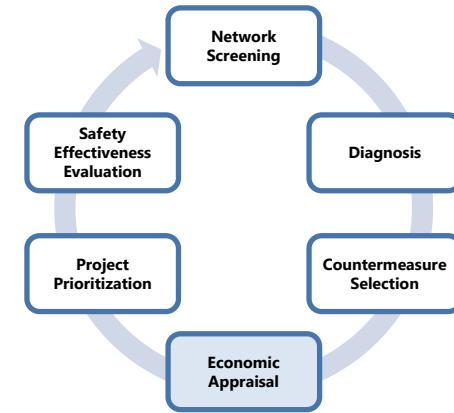 Network
Screening
Diagnosis
Countermeasure
Selection
Economic
Appraisal
Project
Prioritization
Safety
Effectiveness
Evaluation